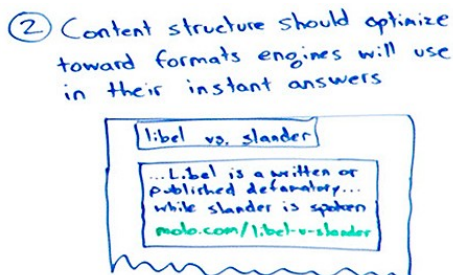 ② Content structure should optimize
toward formats engines will use
in their instant answers
libel vs. slander
...Libel is a written or
published defamatory...
while slander is spoken
molo.com/libel-v-slander